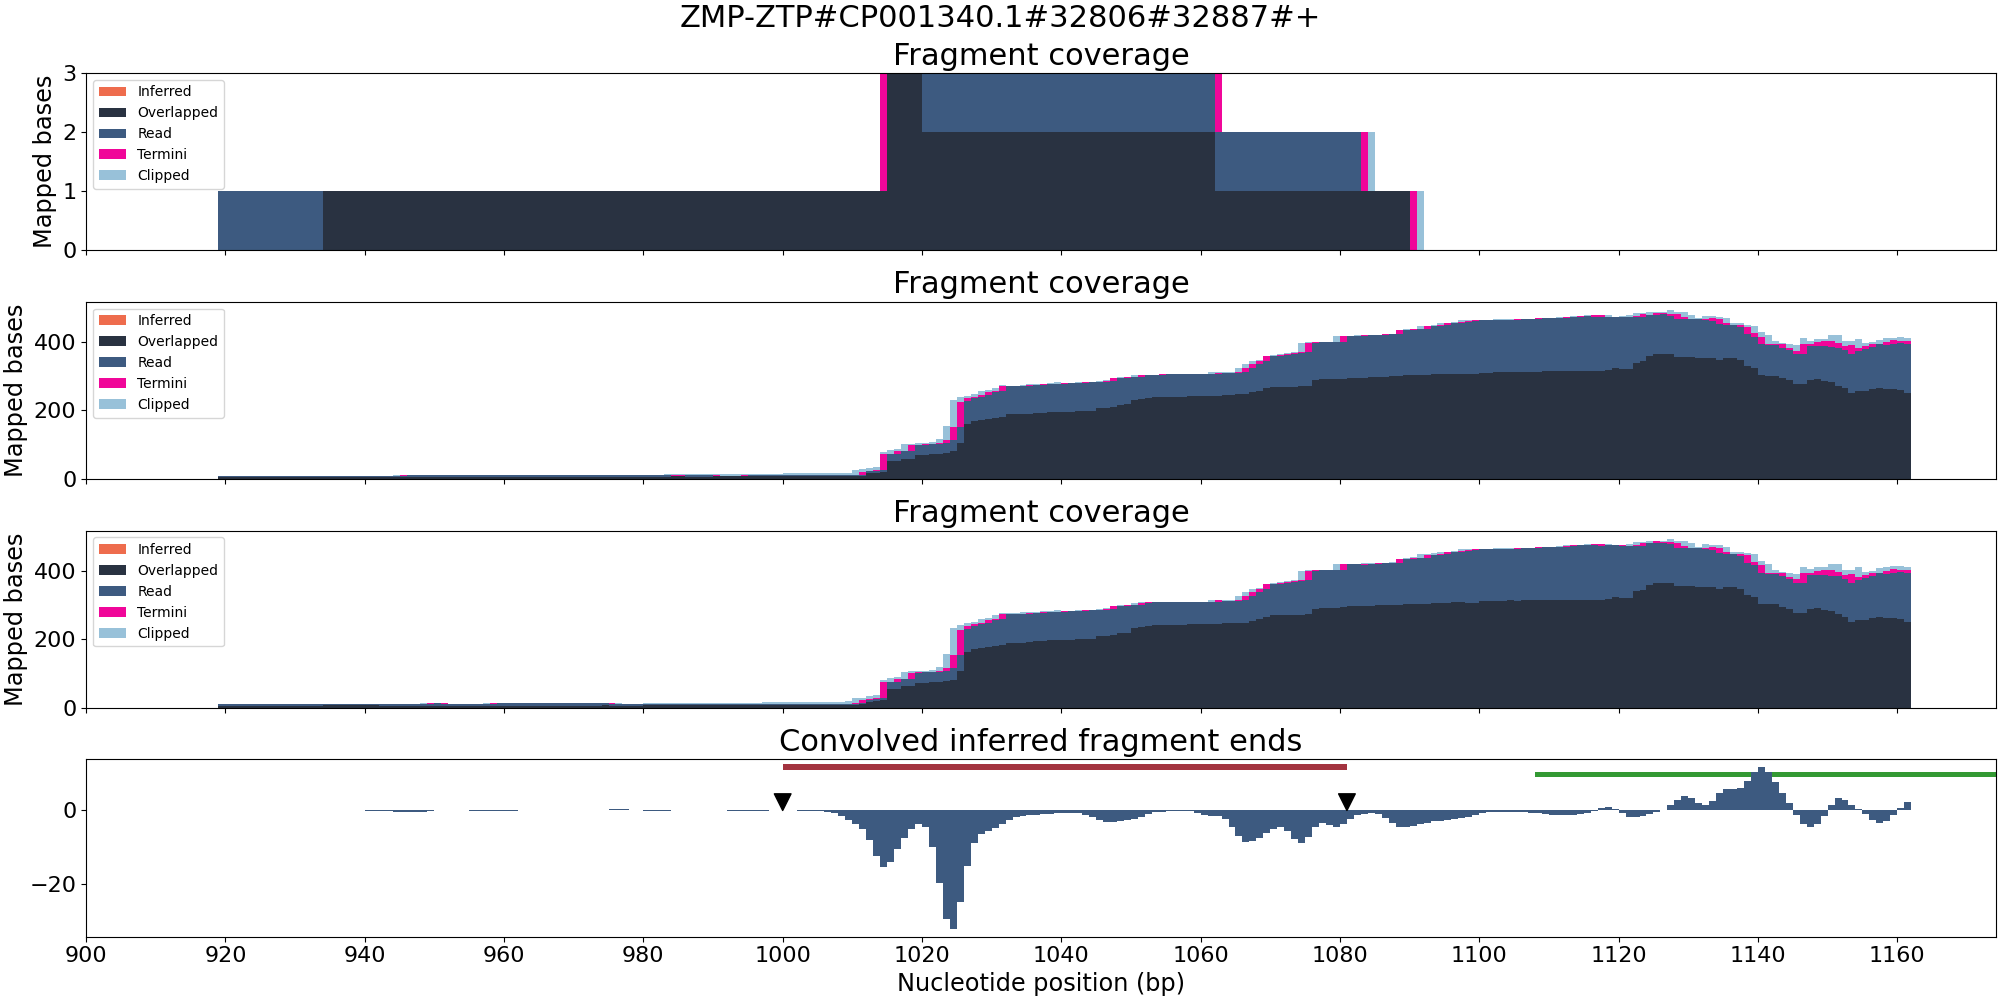 ZMP-ZTP#CP001340.1#32806#32887#+
Fragment coverage
Mapped bases
3
2
1
0
Inferred
Overlapped
Read
Termini
Clipped
Fragment coverage
Mapped bases
400
200
0
Inferred
Overlapped
Read
Termini
Clipped
Fragment coverage
Mapped bases
400
200
0
Inferred
Overlapped
Read
Termini
Clipped
Convolved inferred fragment ends
0
−20
900 920 940 960 980 1000 1020 1040 1060 1080 1100 1120 1140 1160
Nucleotide position (bp)